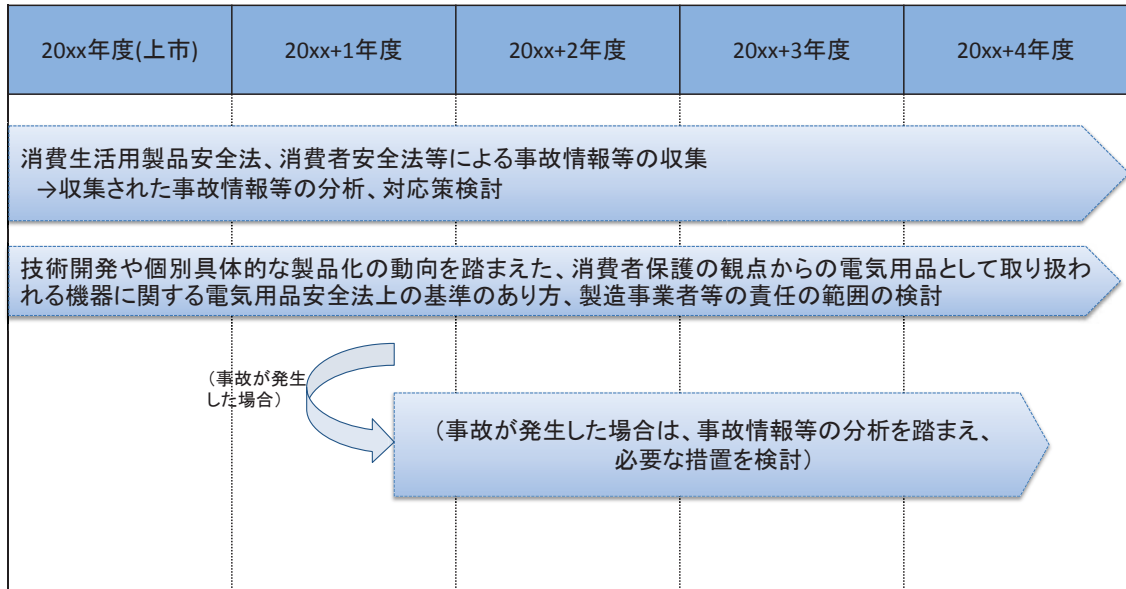 20xx年度(上市)
20xx+1年度
20xx+2年度
20xx+3年度
20xx+4年度
消費生活用製品安全法、消費者安全法等による事故情報等の収集
→収集された事故情報等の分析、対応策検討
技術開発や個別具体的な製品化の動向を踏まえた、消費者保護の観点からの電気用品として取り扱わ
れる機器に関する電気用品安全法上の基準のあり方、製造事業者等の責任の範囲の検討
（事故が発生
した場合）
（事故が発生した場合は、事故情報等の分析を踏まえ、
必要な措置を検討）